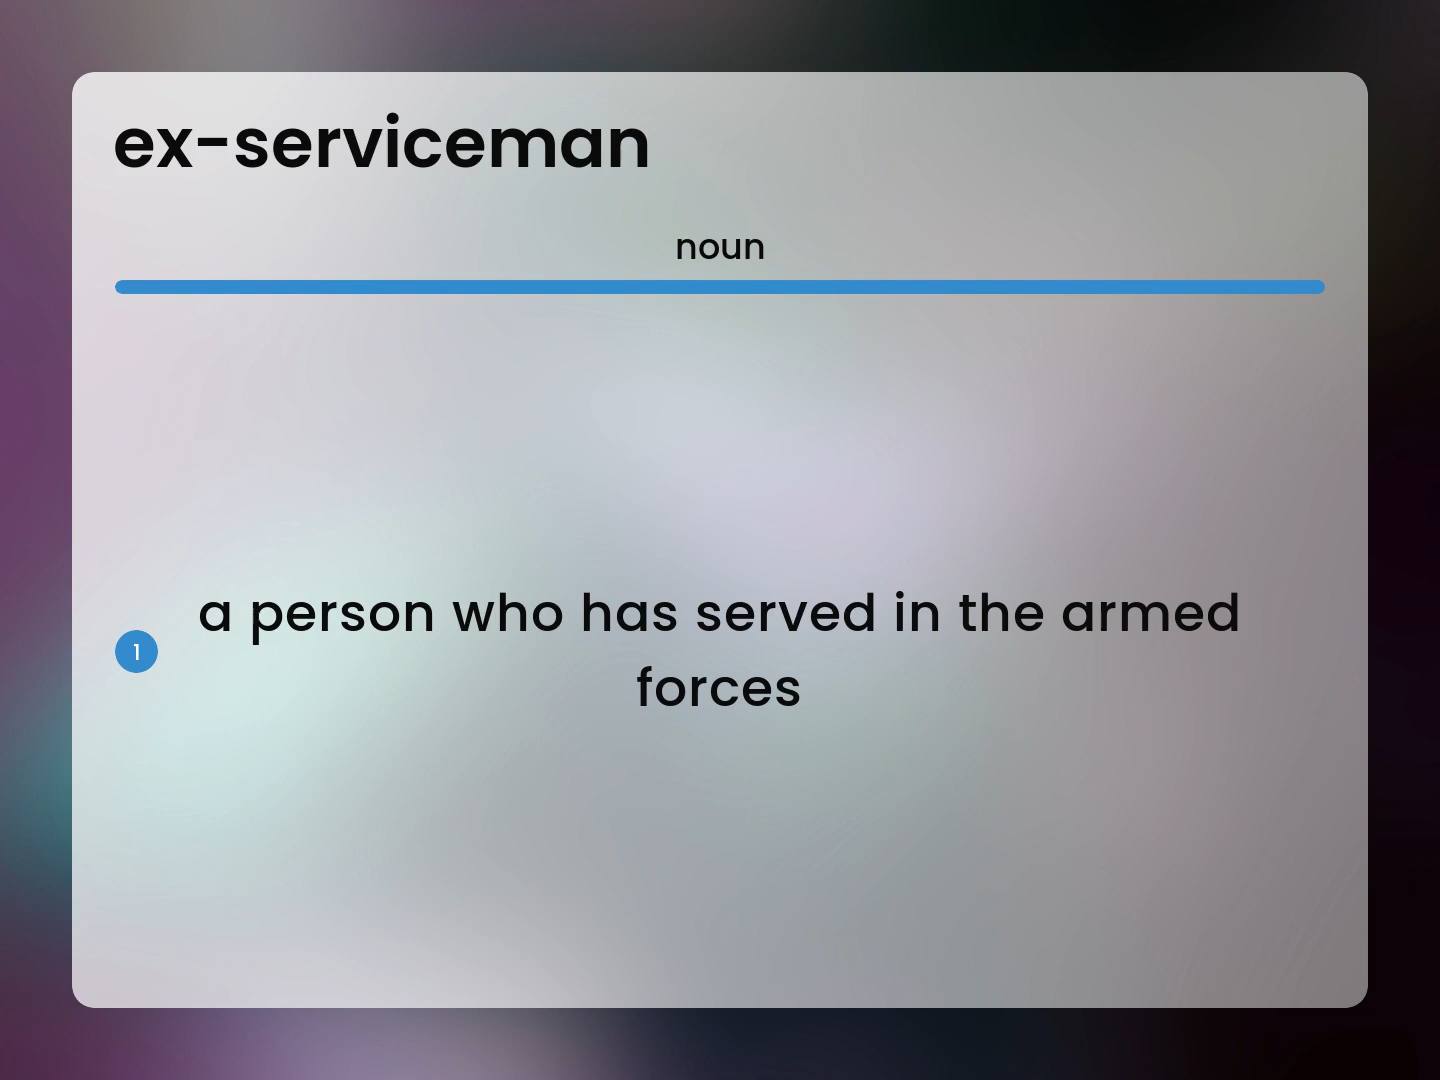 ex-serviceman
noun
1
a person who has served in the armed
forces